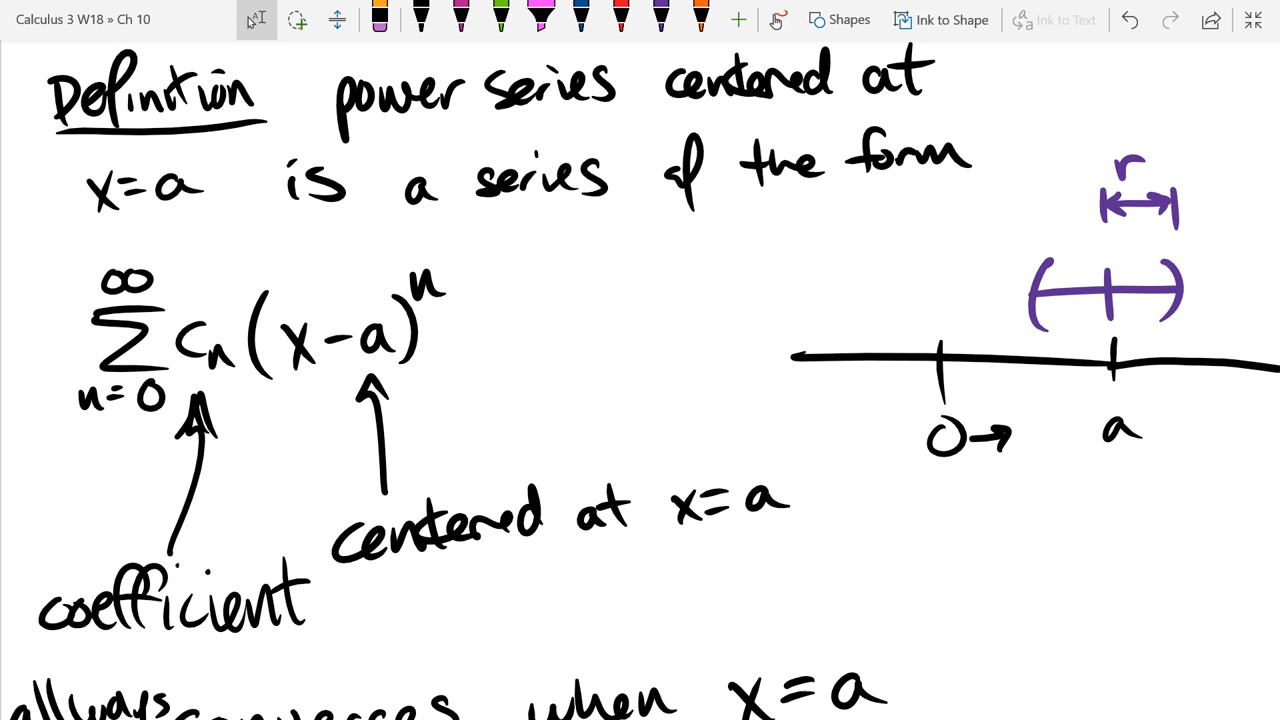 Calculus 3 W18 » Ch 10
Shapes
Ink to Shape
Ink to Text
Definition power series centered at
x=a is a series of the form
r
∞
∑ cₙ(x-a)ⁿ
n=0
0→ a
centered at x=a
coefficient
allways converges when x=a